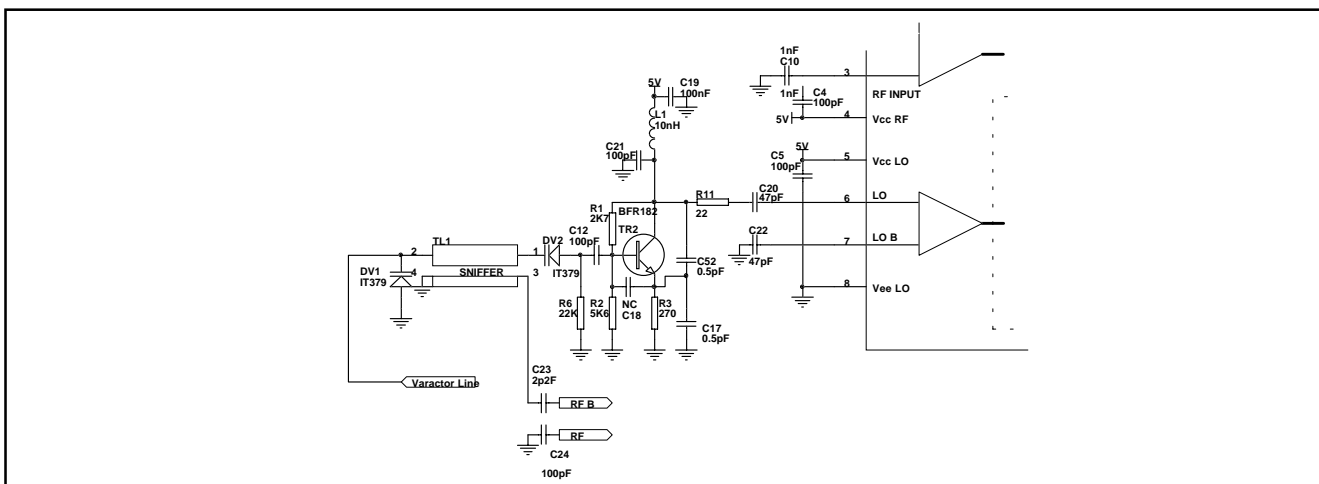 1nF
C10
3
RF INPUT
1nF
C4
100pF
5V
4
Vcc RF
5V
C19
100nF
L1
10nH
C21
100pF
5V
C5
100pF
5
Vcc LO
R11
22
C20
47pF
6
LO
R1
2K7
BFR182
TR2
C22
47pF
7
LO B
C12
100pF
DV2
IT379
TL1
2
1
SNIFFER
4
3
DV1
IT379
C52
0.5pF
8
Vee LO
R6
22K
R2
5K6
NC
C18
R3
270
C17
0.5pF
Varactor Line
C23
2p2F
RF B
RF
C24
100pF